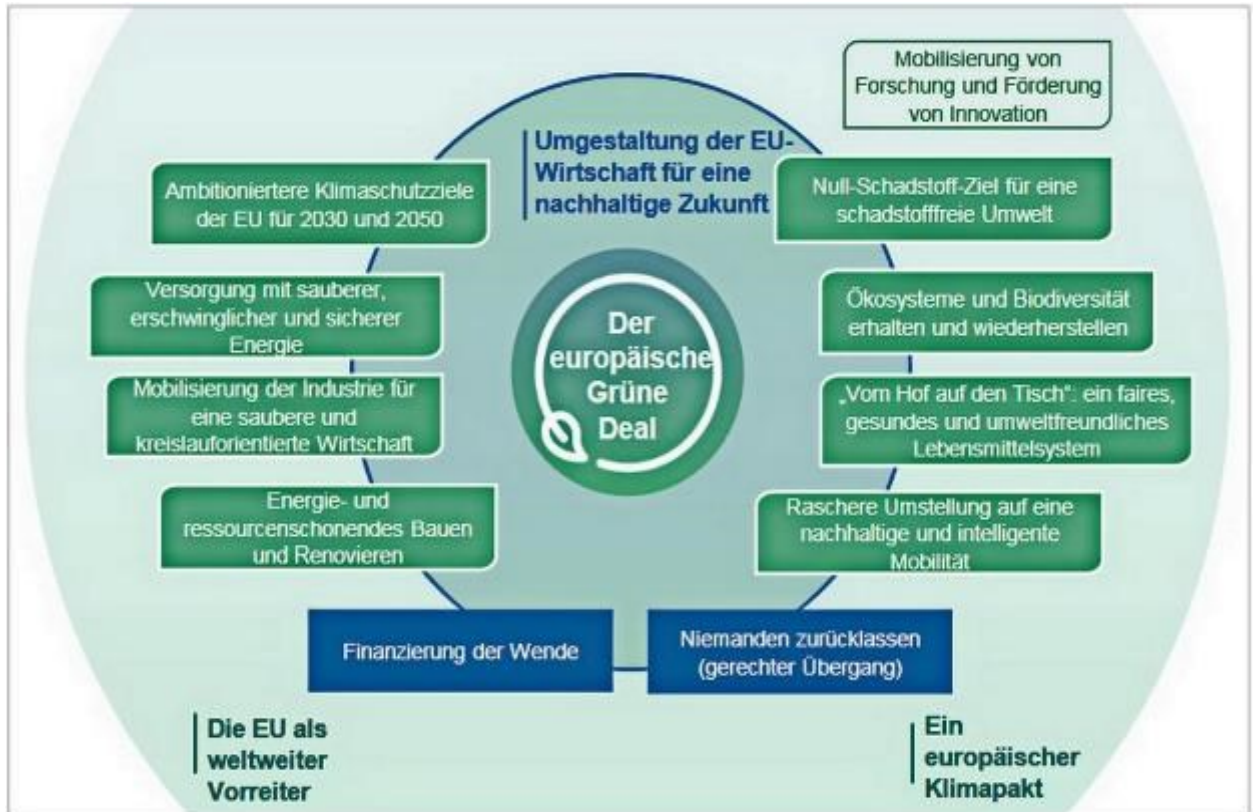 Mobilisierung von
Forschung und Förderung
von Innovation
Umgestaltung der EU-
Wirtschaft für eine
nachhaltige Zukunft
Ambitioniertere Klimaschutzziele
der EU für 2030 und 2050
Null-Schadstoff-Ziel für eine
schadstofffreie Umwelt
Versorgung mit sauberer,
erschwinglicher und sicherer
Energie
Ökosysteme und Biodiversität
erhalten und wiederherstellen
Der
europäische
Grüne
Deal
Mobilisierung der Industrie für
eine saubere und
kreislauforientierte Wirtschaft
„Vom Hof auf den Tisch“: ein faires,
gesundes und umweltfreundliches
Lebensmittelsystem
Energie- und
ressourcenschonendes Bauen
und Renovieren
Raschere Umstellung auf eine
nachhaltige und intelligente
Mobilität
Finanzierung der Wende
Niemanden zurücklassen
(gerechter Übergang)
Die EU als
weltweiter
Vorreiter
Ein
europäischer
Klimapakt